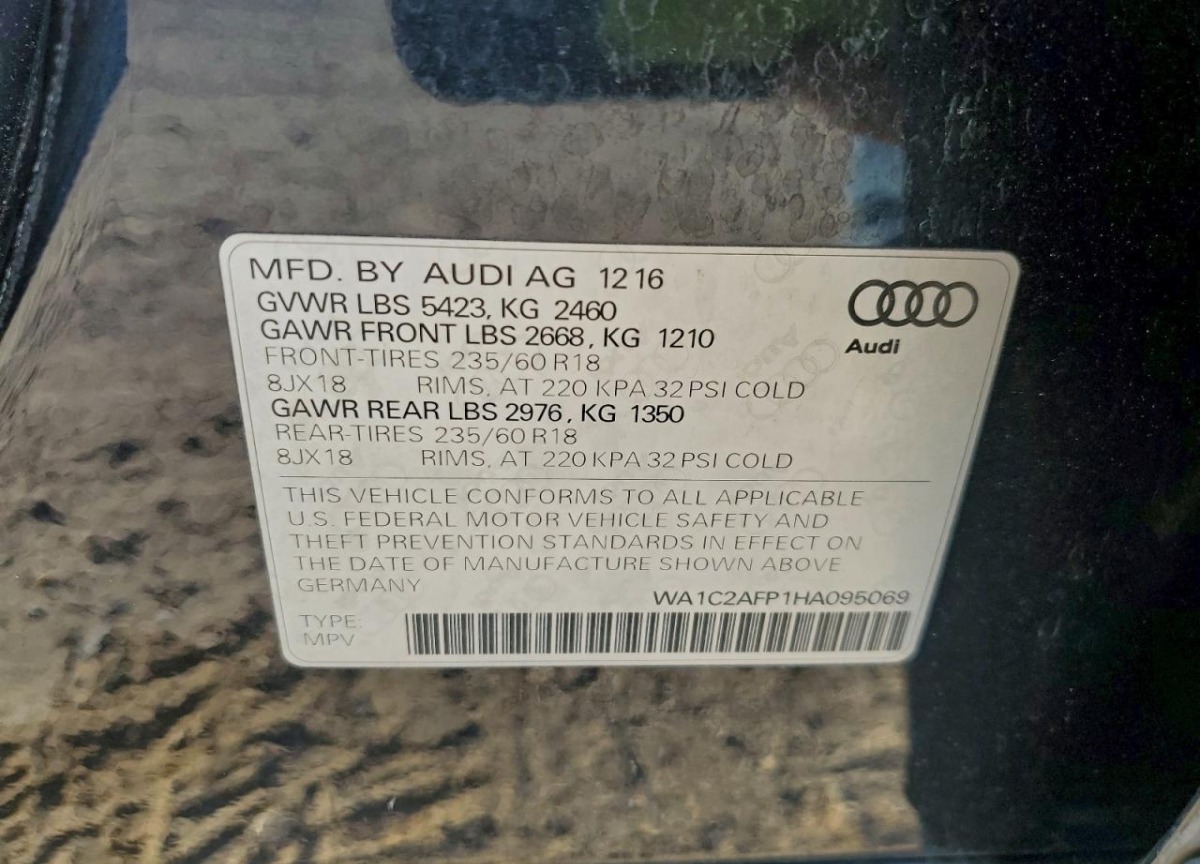 MFD. BY AUDI AG 12 16
GVWR LBS 5423, KG 2460
GAWR FRONT LBS 2668, KG 1210
FRONT-TIRES 235/60 R18
8JX18 RIMS, AT 220 KPA 32 PSI COLD
GAWR REAR LBS 2976, KG 1350
REAR-TIRES 235/60 R18
8JX18 RIMS, AT 220 KPA 32 PSI COLD
Audi
THIS VEHICLE CONFORMS TO ALL APPLICABLE
U.S. FEDERAL MOTOR VEHICLE SAFETY AND
THEFT PREVENTION STANDARDS IN EFFECT ON
THE DATE OF MANUFACTURE SHOWN ABOVE
GERMANY
WA1C2AFP1HA095069
TYPE:
MPV